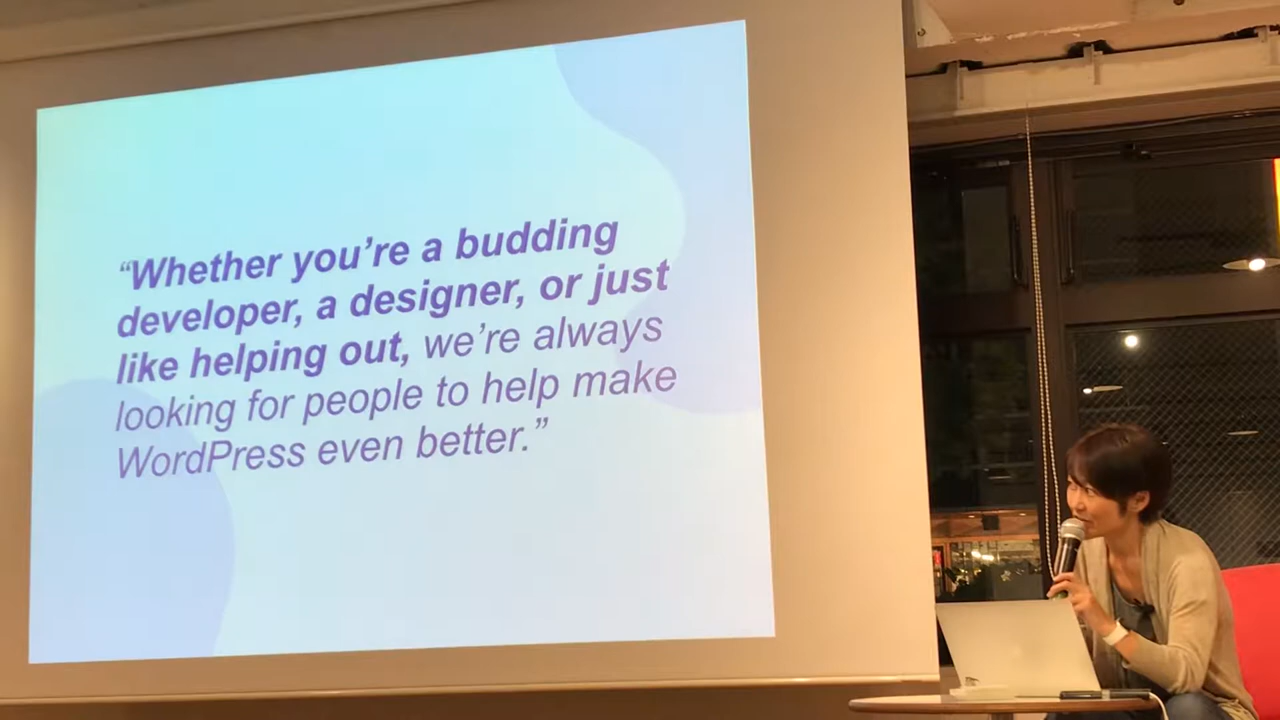 “Whether you’re a budding
developer, a designer, or just
like helping out, we’re always
looking for people to help make
WordPress even better.”